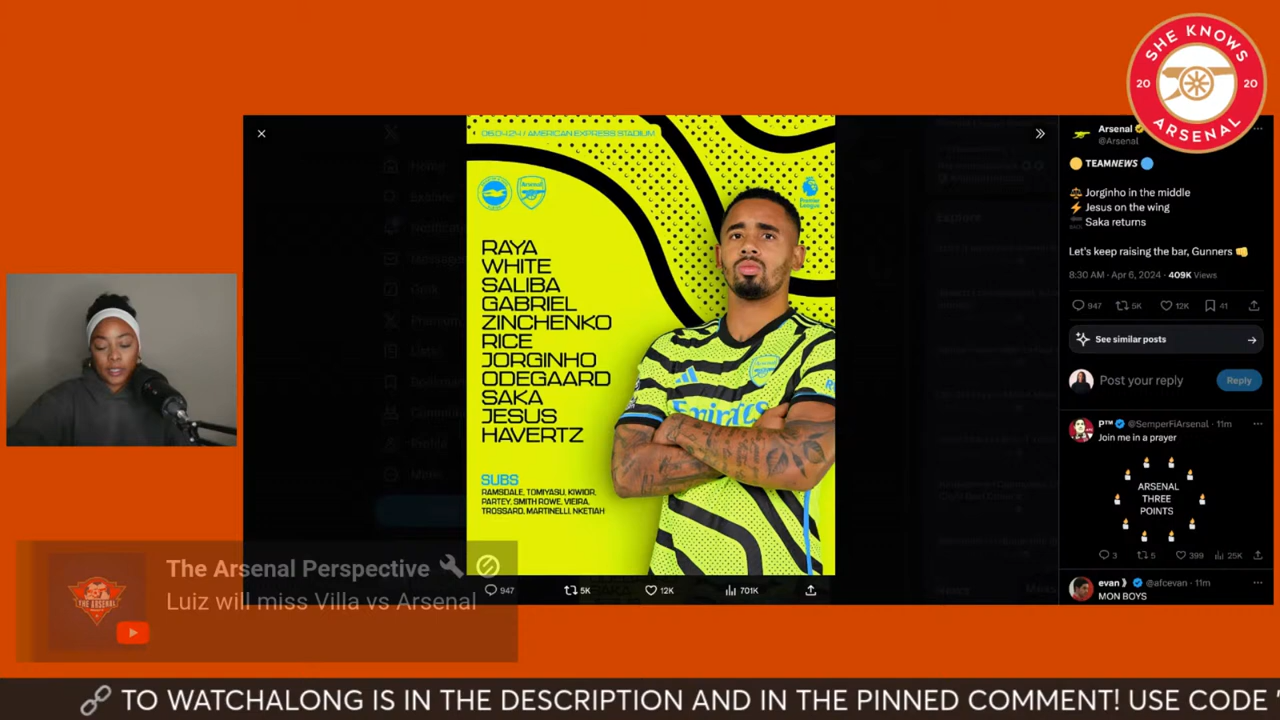 SHE KNOWS
20 20
ARSENAL
06.04.24 / AMERICAN EXPRESS STADIUM
Arsenal
Premier
League
RAYA
WHITE
SALIBA
GABRIEL
ZINCHENKO
RICE
JORGINHO
ODEGAARD
SAKA
JESUS
HAVERTZ
SUBS
RAMSDALE, TOMIYASU, KIWIOR,
PARTEY, SMITH ROWE, VIEIRA,
TROSSARD, MARTINELLI, NKETIAH
Emirates
947 5K 12K 701K
Arsenal
@Arsenal
TEAMNEWS
Jorginho in the middle
Jesus on the wing
Saka returns
Let's keep raising the bar, Gunners
8:30 AM · Apr 6, 2024 · 409K Views
947 5K 12K 41
See similar posts
Post your reply Reply
P™ @SemperFiArsenal · 11m
Join me in a prayer
ARSENAL
THREE
POINTS
3 5 399 25K
evan @afcevan · 11m
MON BOYS
The Arsenal Perspective
Luiz will miss Villa vs Arsenal
TO WATCHALONG IS IN THE DESCRIPTION AND IN THE PINNED COMMENT! USE CODE